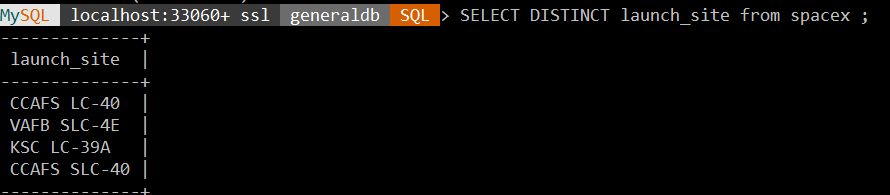 MySQL localhost:33060+ ssl generaldb SQL > SELECT DISTINCT launch_site from spacex ;
--------------+
launch_site |
--------------+
CCAFS LC-40 |
VAFB SLC-4E |
KSC LC-39A |
CCAFS SLC-40 |
--------------+